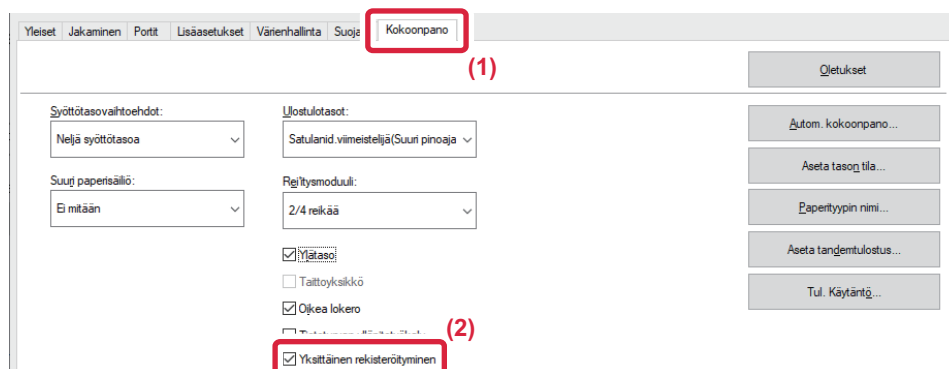 Yleiset Jakaminen Portit Lisäasetukset Värienhallinta Suoja Kokoonpano
(1)
Oletukset
Syöttötasovaihtoehdot:
Neljä syöttötasoa
Ulostulotasot:
Satulanid.viimeistelijä(Suuri pinoaja
Autom. kokoonpano...
Aseta tason tila...
Suuri paperisäiliö:
Ei mitään
Rei'itysmoduuli:
2/4 reikää
Paperityypin nimi...
Ylätaso
Aseta tandemtulostus...
Taittoyksikkö
Tul. Käytäntö...
Oikea lokero
(2)
Yksittäinen rekisteröityminen